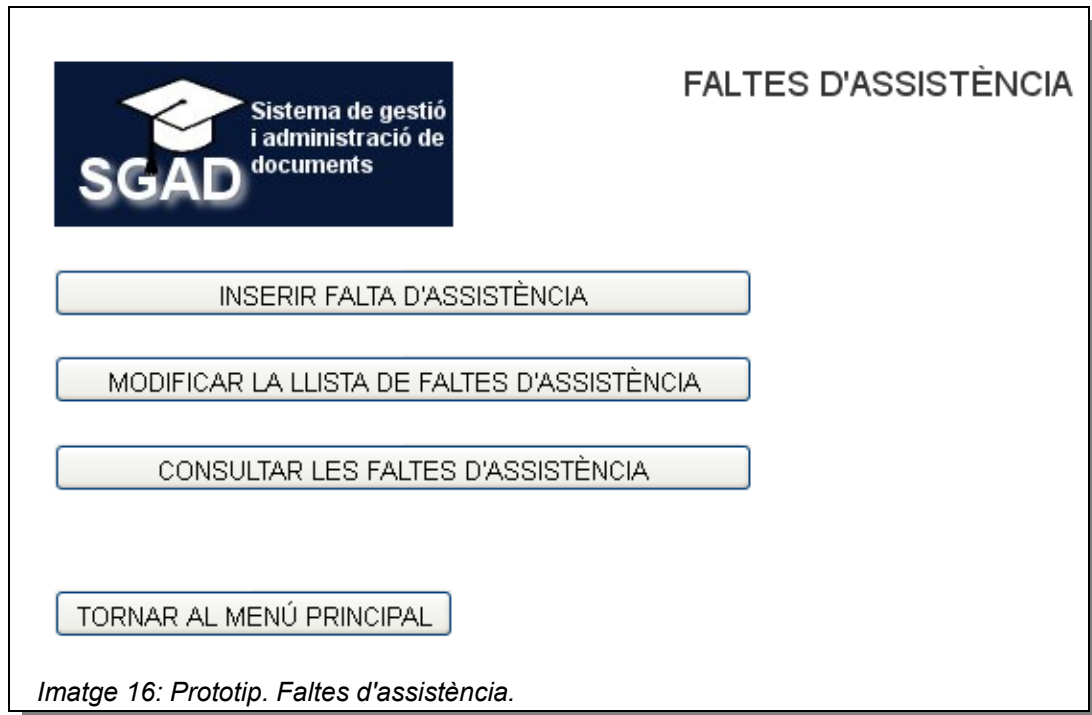 FALTES D'ASSISTÈNCIA
Sistema de gestió
i administració de
documents
SGAD
INSERIR FALTA D'ASSISTÈNCIA
MODIFICAR LA LLISTA DE FALTES D'ASSISTÈNCIA
CONSULTAR LES FALTES D'ASSISTÈNCIA
TORNAR AL MENÚ PRINCIPAL
Imatge 16: Prototip. Faltes d'assistència.